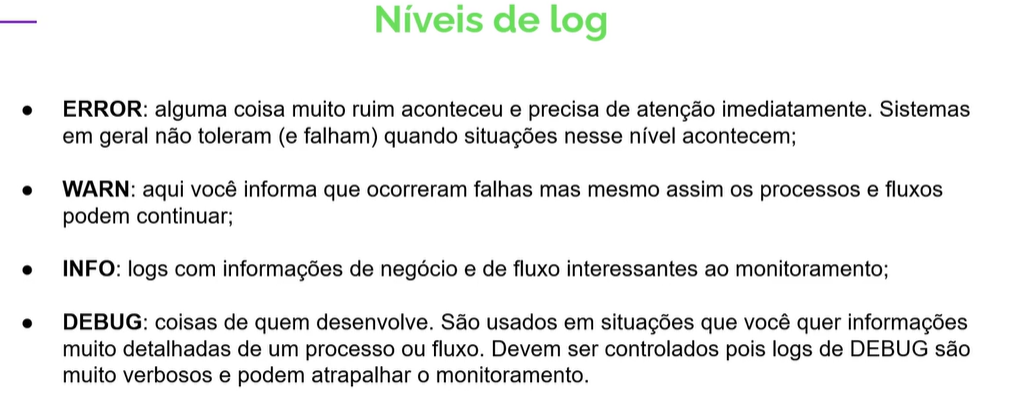 Níveis de log
● ERROR: alguma coisa muito ruim aconteceu e precisa de atenção imediatamente. Sistemas
em geral não toleram (e falham) quando situações nesse nível acontecem;
● WARN: aqui você informa que ocorreram falhas mas mesmo assim os processos e fluxos
podem continuar;
● INFO: logs com informações de negócio e de fluxo interessantes ao monitoramento;
● DEBUG: coisas de quem desenvolve. São usados em situações que você quer informações
muito detalhadas de um processo ou fluxo. Devem ser controlados pois logs de DEBUG são
muito verbosos e podem atrapalhar o monitoramento.